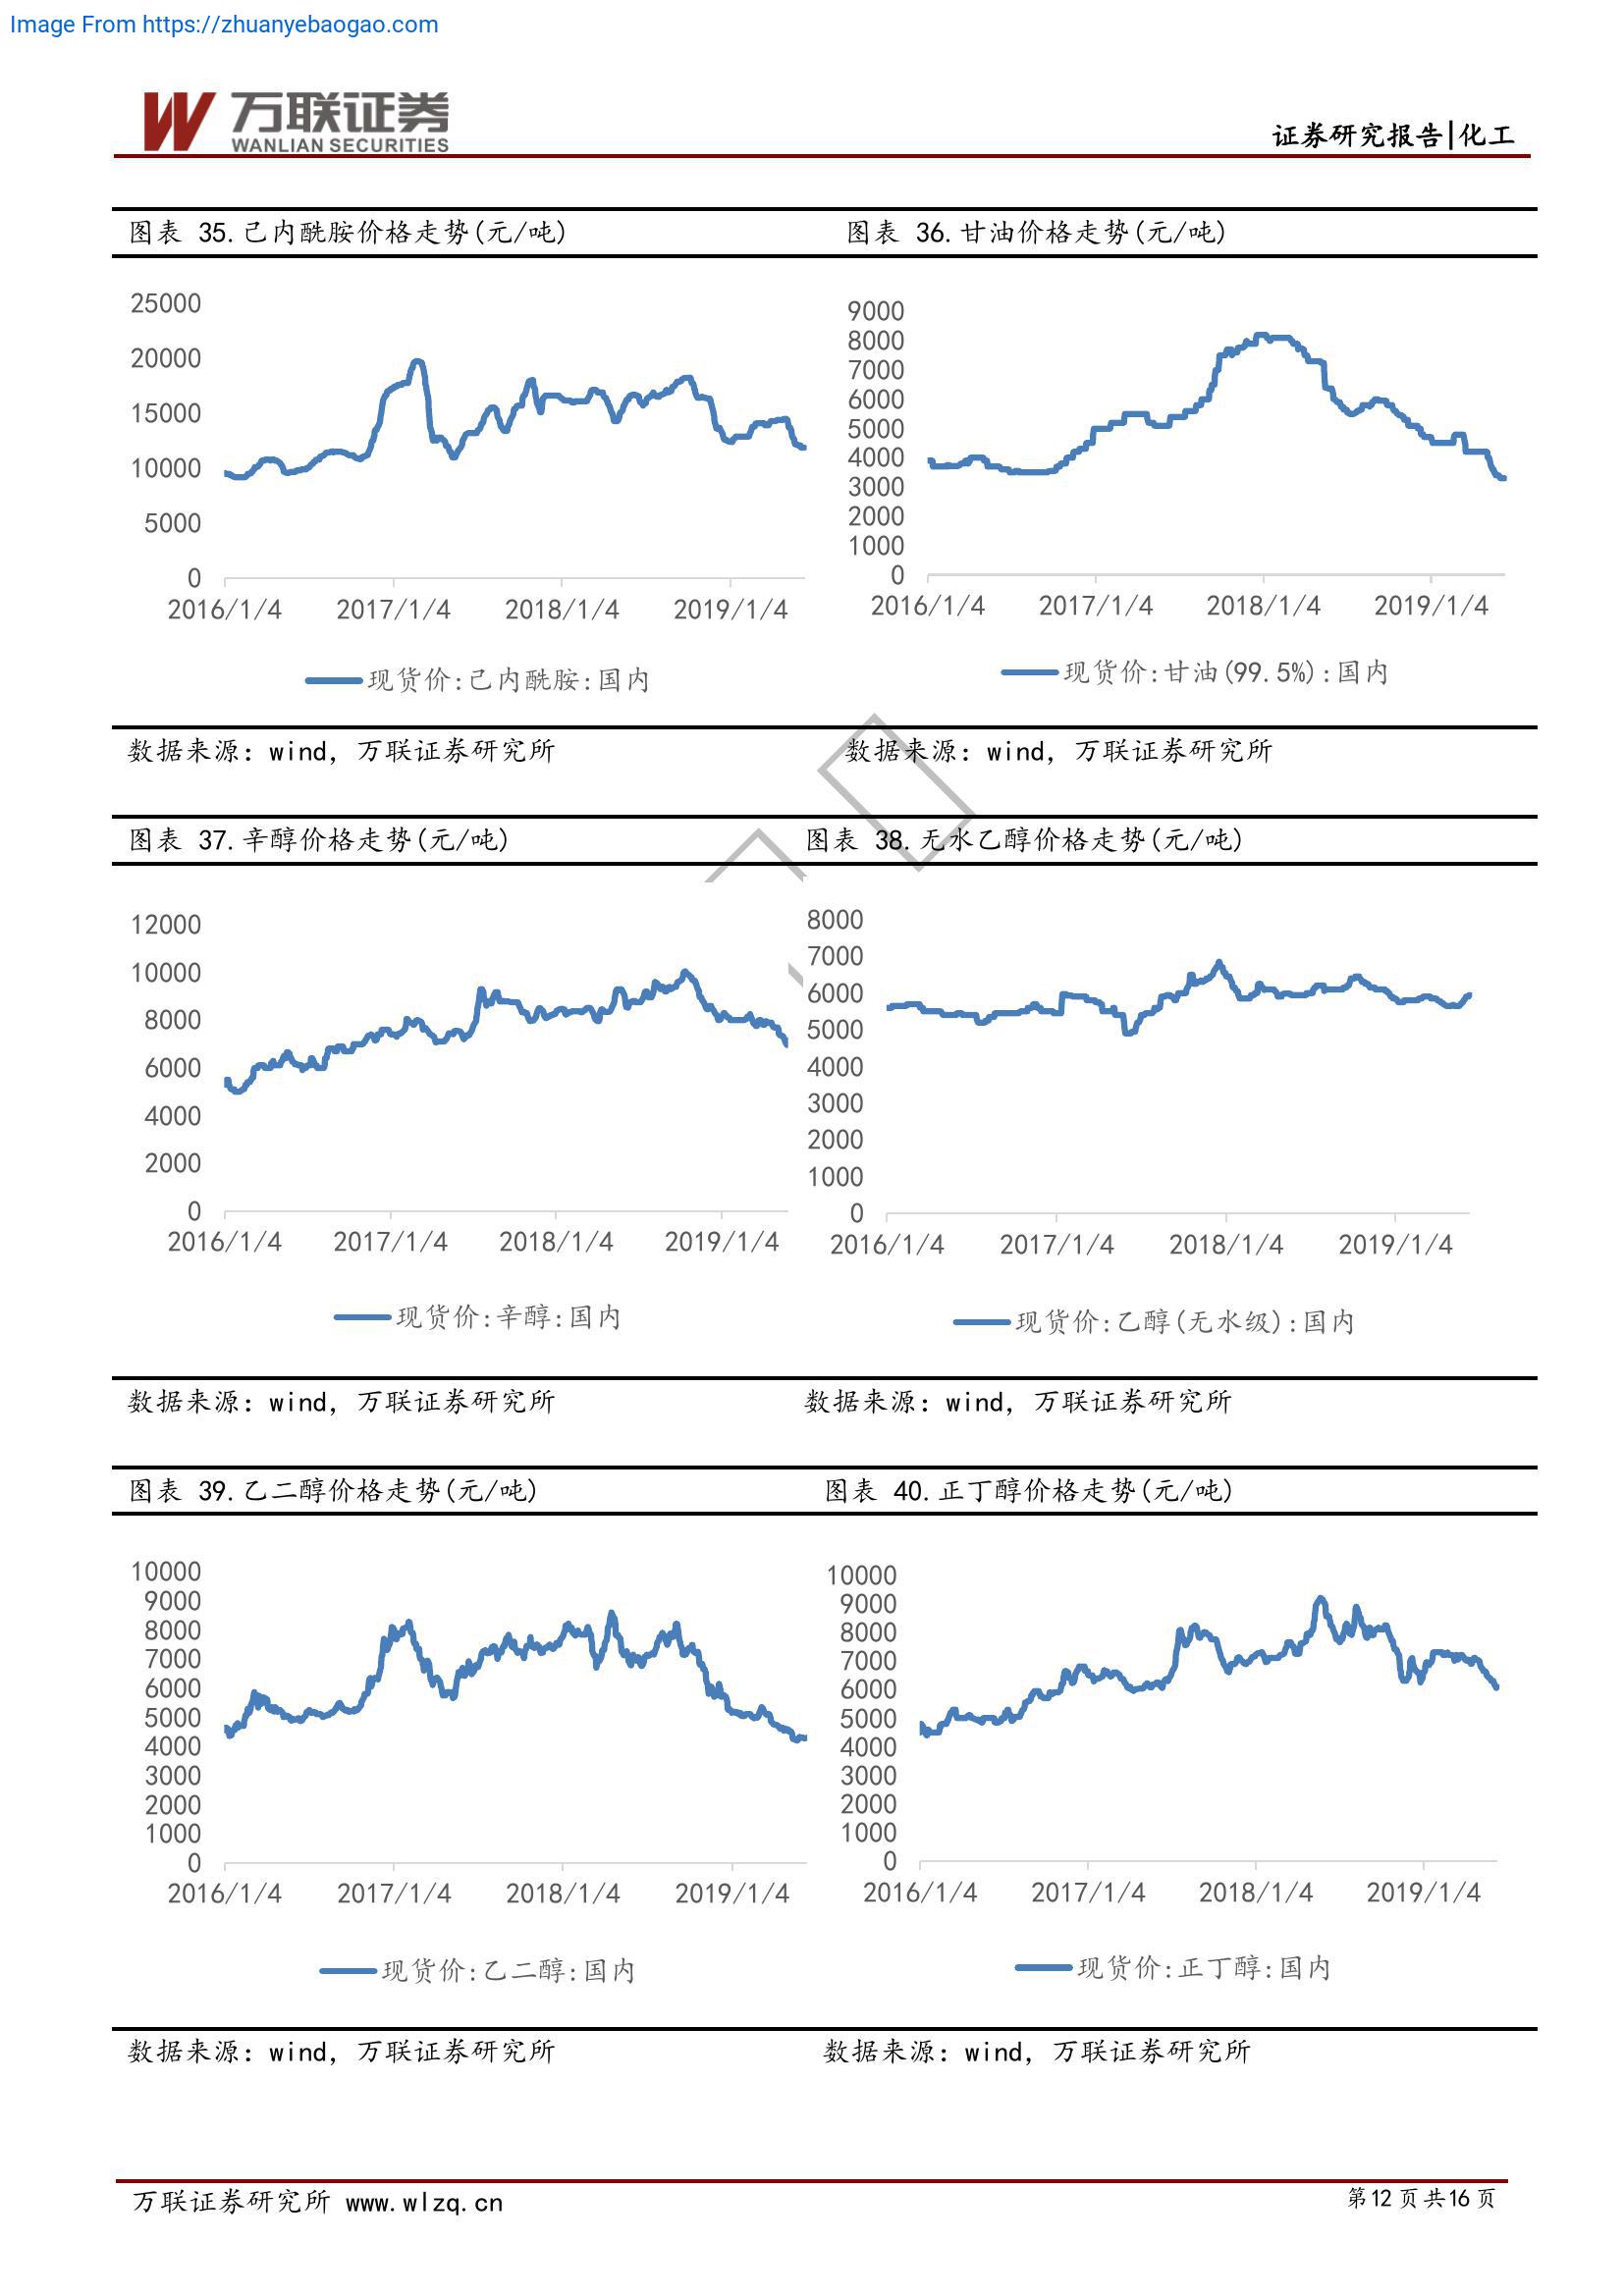 Image From https://zhuanyebaogao.com
万联证券
WANLIAN SECURITIES
证券研究报告|化工
图表 35.己内酰胺价格走势(元/吨)
25000
20000
15000
10000
5000
0
2016/1/4 2017/1/4 2018/1/4 2019/1/4
现货价:己内酰胺:国内
数据来源: wind, 万联证券研究所
图表 36.甘油价格走势(元/吨)
9000
8000
7000
6000
5000
4000
3000
2000
1000
0
2016/1/4 2017/1/4 2018/1/4 2019/1/4
现货价:甘油(99.5%):国内
数据来源: wind, 万联证券研究所
图表 37.辛醇价格走势(元/吨)
12000
10000
8000
6000
4000
2000
0
2016/1/4 2017/1/4 2018/1/4 2019/1/4
现货价:辛醇:国内
数据来源: wind, 万联证券研究所
图表 38.无水乙醇价格走势(元/吨)
8000
7000
6000
5000
4000
3000
2000
1000
0
2016/1/4 2017/1/4 2018/1/4 2019/1/4
现货价:乙醇(无水级):国内
数据来源: wind, 万联证券研究所
图表 39.乙二醇价格走势(元/吨)
10000
9000
8000
7000
6000
5000
4000
3000
2000
1000
0
2016/1/4 2017/1/4 2018/1/4 2019/1/4
现货价:乙二醇:国内
数据来源: wind, 万联证券研究所
图表 40.正丁醇价格走势(元/吨)
10000
9000
8000
7000
6000
5000
4000
3000
2000
1000
0
2016/1/4 2017/1/4 2018/1/4 2019/1/4
现货价:正丁醇:国内
数据来源: wind, 万联证券研究所
万联证券研究所 www.wlzq.cn
第12页共16页